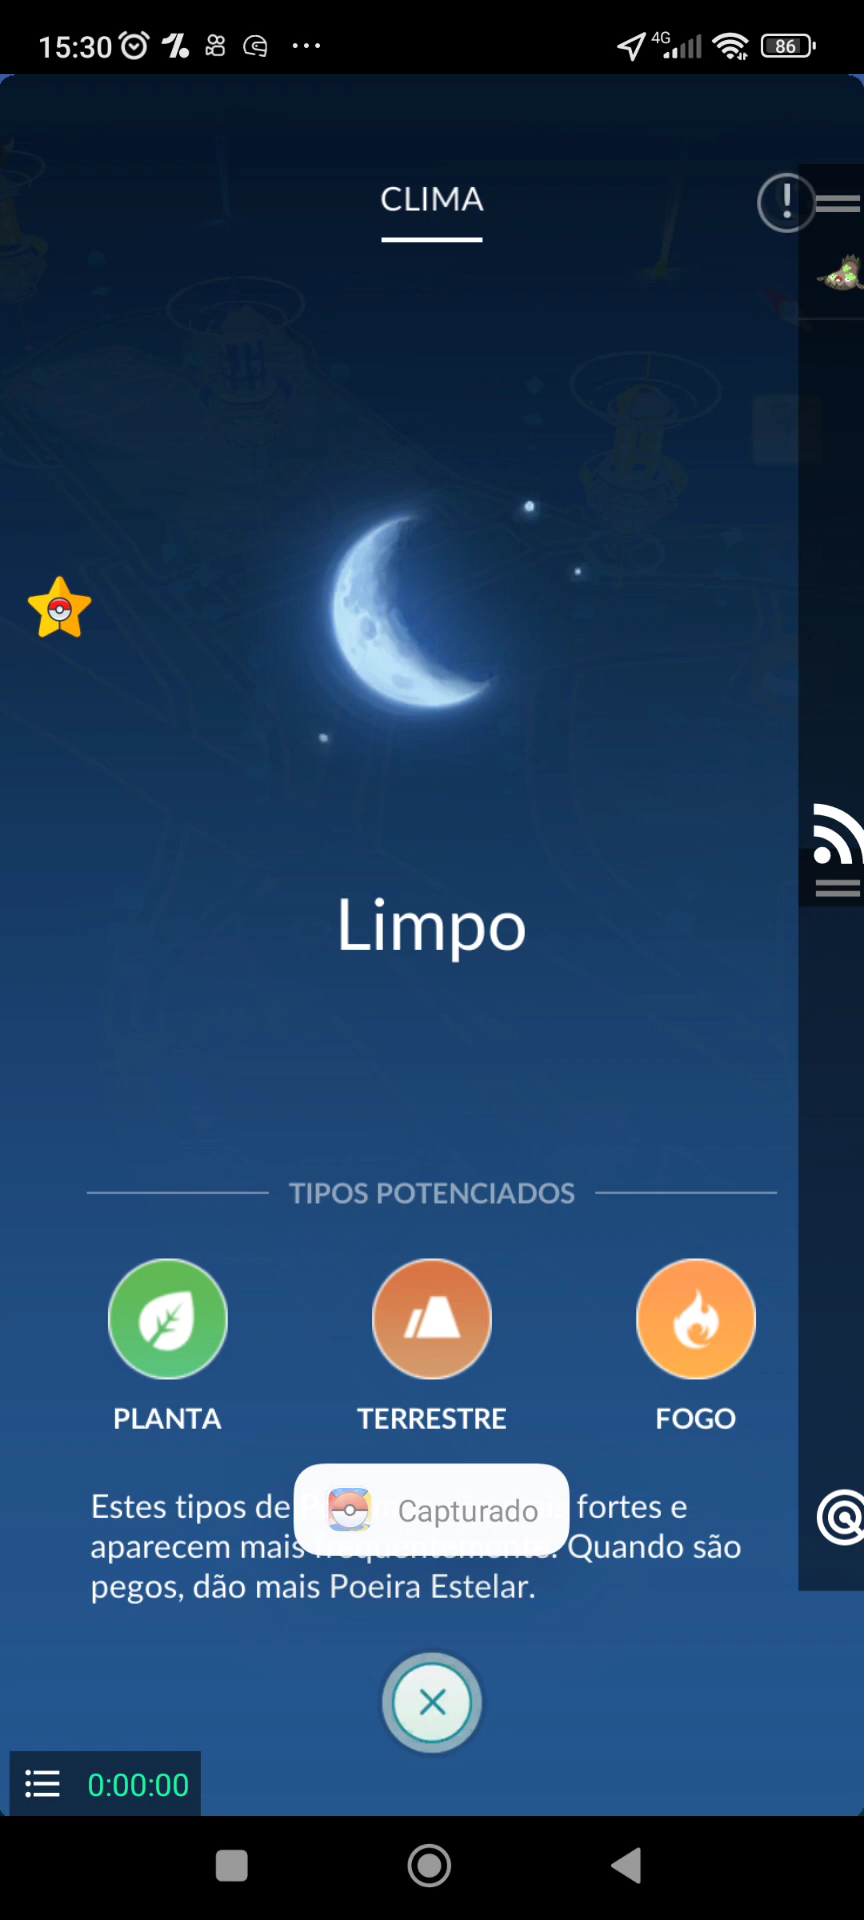 15:30
4G
86
CLIMA
Limpo
TIPOS POTENCIADOS
PLANTA
TERRESTRE
FOGO
Capturado
Estes tipos de fortes e
aparecem mais frequentemente. Quando são
pegos, dão mais Poeira Estelar.
0:00:00